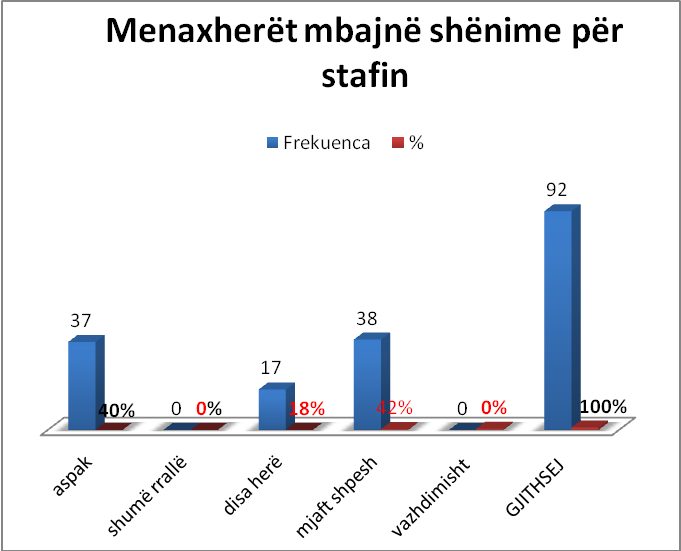 Menaxherët mbajnë shënime për
stafin
Frekuenca %
92
37
38
17
40% 0 0% 18% 42% 0 0% 100%
aspak
shumë rrallë
disa herë
mjaft shpesh
vazhdimisht
GJITHSEJ